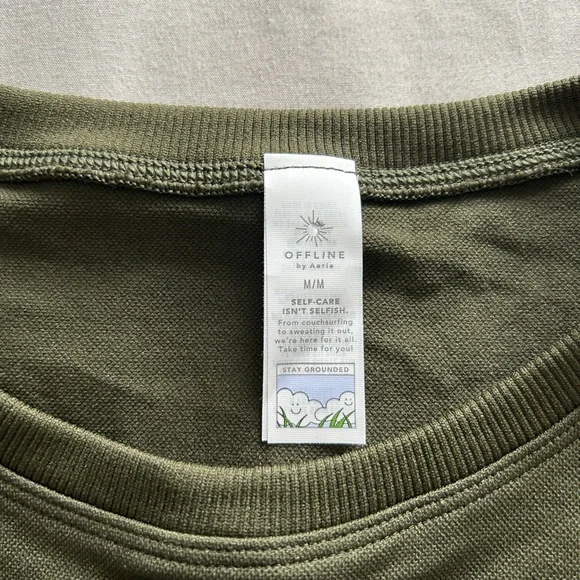 OFFLINE
by Aerie
M/M
SELF-CARE
ISN'T SELFISH.
From couchsurfing
to sweating it out,
we're here for it all.
Take time for you!
STAY GROUNDED